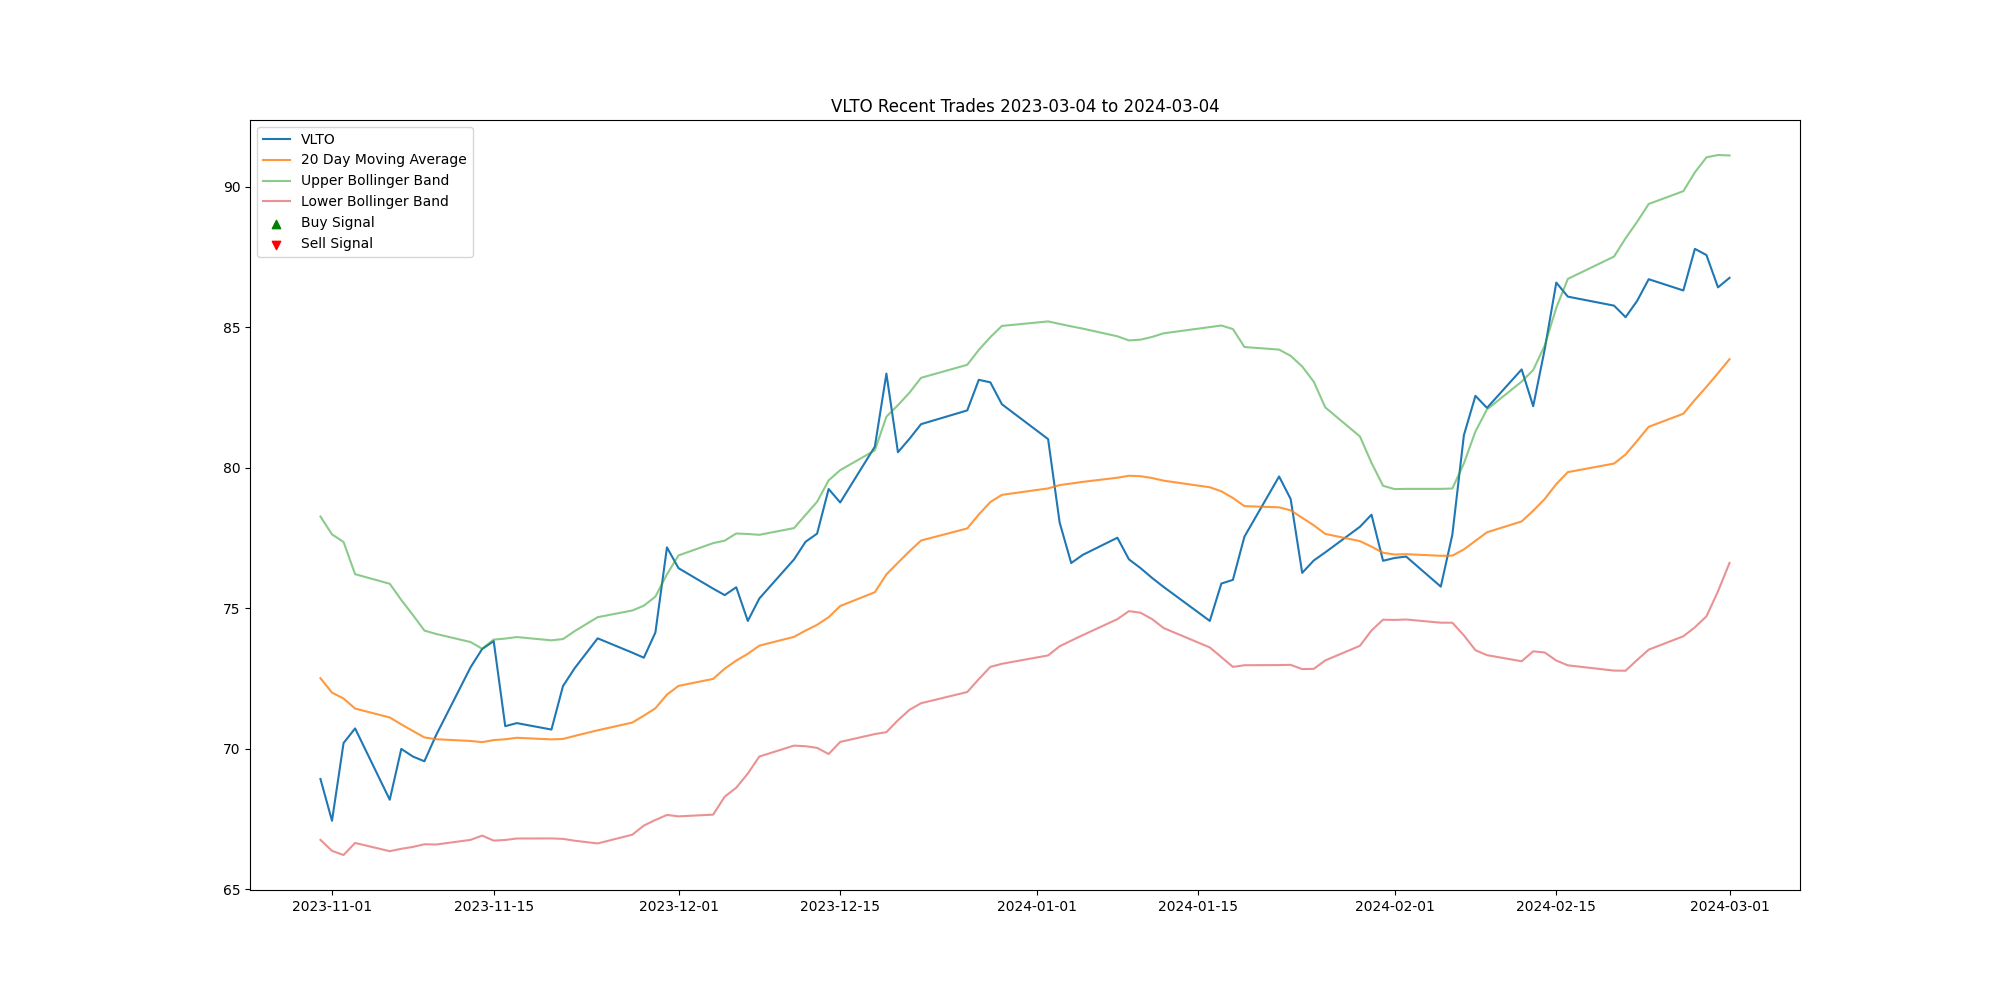 VLTO Recent Trades 2023-03-04 to 2024-03-04
VLTO
20 Day Moving Average
Upper Bollinger Band
Lower Bollinger Band
Buy Signal
Sell Signal
90
85
80
75
70
65
2023-11-01 2023-11-15 2023-12-01 2023-12-15 2024-01-01 2024-01-15 2024-02-01 2024-02-15 2024-03-01